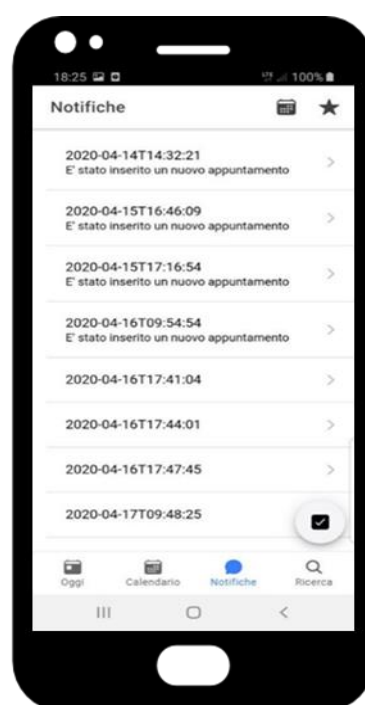 18:25 LTE 100%
Notifiche
2020-04-14T14:32:21
E' stato inserito un nuovo appuntamento
2020-04-15T16:46:09
E' stato inserito un nuovo appuntamento
2020-04-15T17:16:54
E' stato inserito un nuovo appuntamento
2020-04-16T09:54:54
E' stato inserito un nuovo appuntamento
2020-04-16T17:41:04
2020-04-16T17:44:01
2020-04-16T17:47:45
2020-04-17T09:48:25
Oggi Calendario Notifiche Ricerca